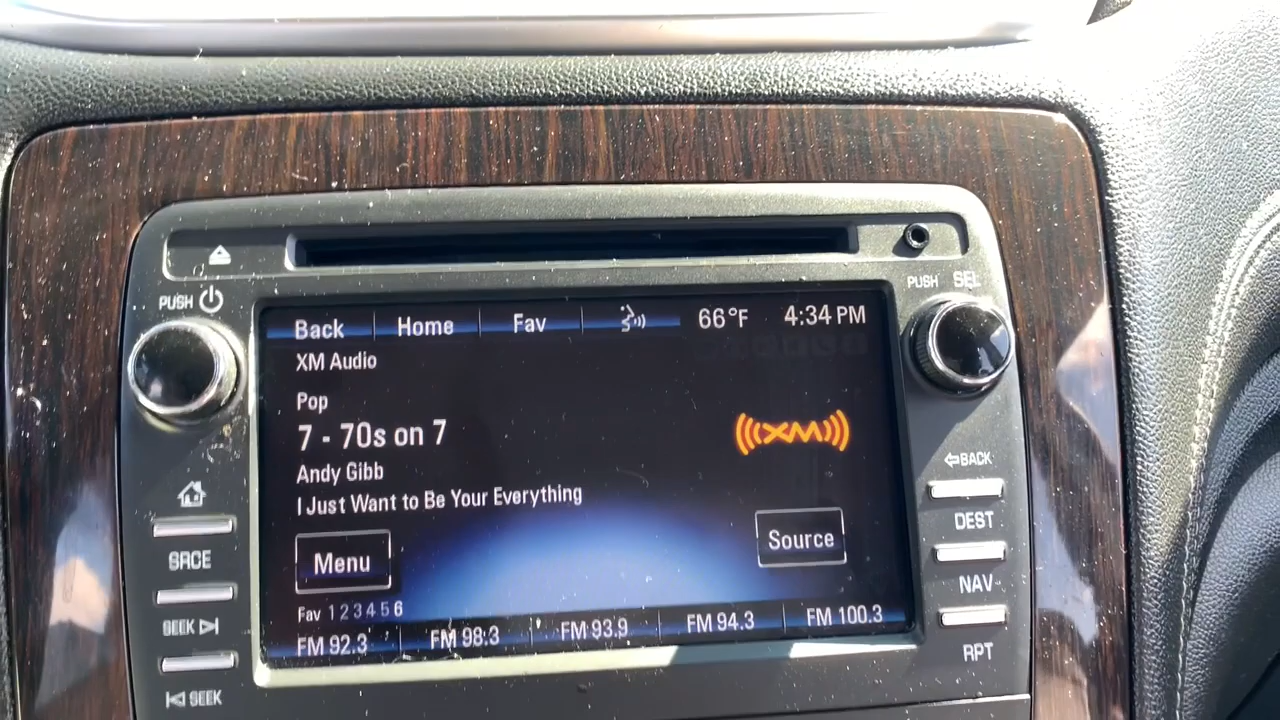 PUSH
PUSH SEL
Back Home Fav 66°F 4:34 PM
XM Audio
Pop
7 - 70s on 7
XM
Andy Gibb
I Just Want to Be Your Everything
Menu
Source
Fav 1 2 3 4 5 6
FM 92.3 FM 98.3 FM 93.9 FM 94.3 FM 100.3
SRCE
SEEK
SEEK
BACK
DEST
NAV
RPT